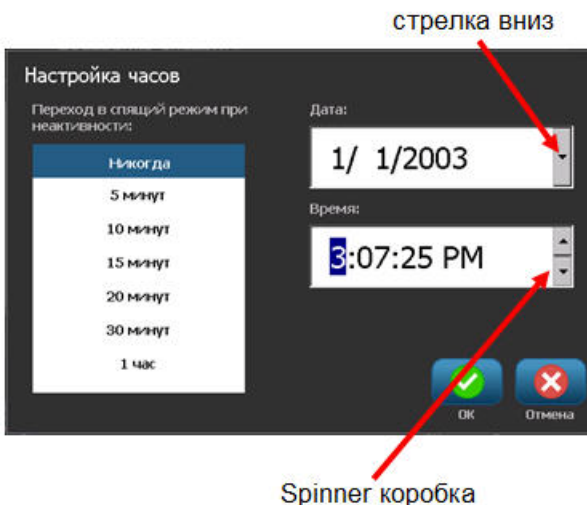 стрелка вниз
Настройка часов
Переход в спящий режим при
неактивности:
Никогда
5 минут
10 минут
15 минут
20 минут
30 минут
1 час
Дата:
1/ 1/2003
Время:
3:07:25 PM
ОК
Отмена
Spinner коробка